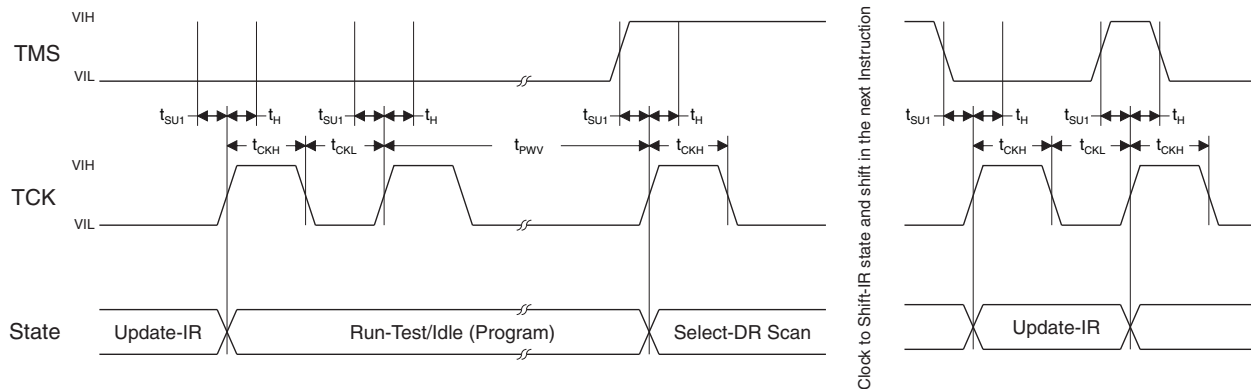 VIH
TMS
VIL
tSU1 tH tSU1 tH tSU1 tH tSU1 tH tSU1 tH
tCKH tCKL tPWV tCKH tCKH tCKL tCKH
VIH
TCK
VIL
State
Update-IR
Run-Test/Idle (Program)
Select-DR Scan
Clock to Shift-IR state and shift in the next Instruction
Update-IR